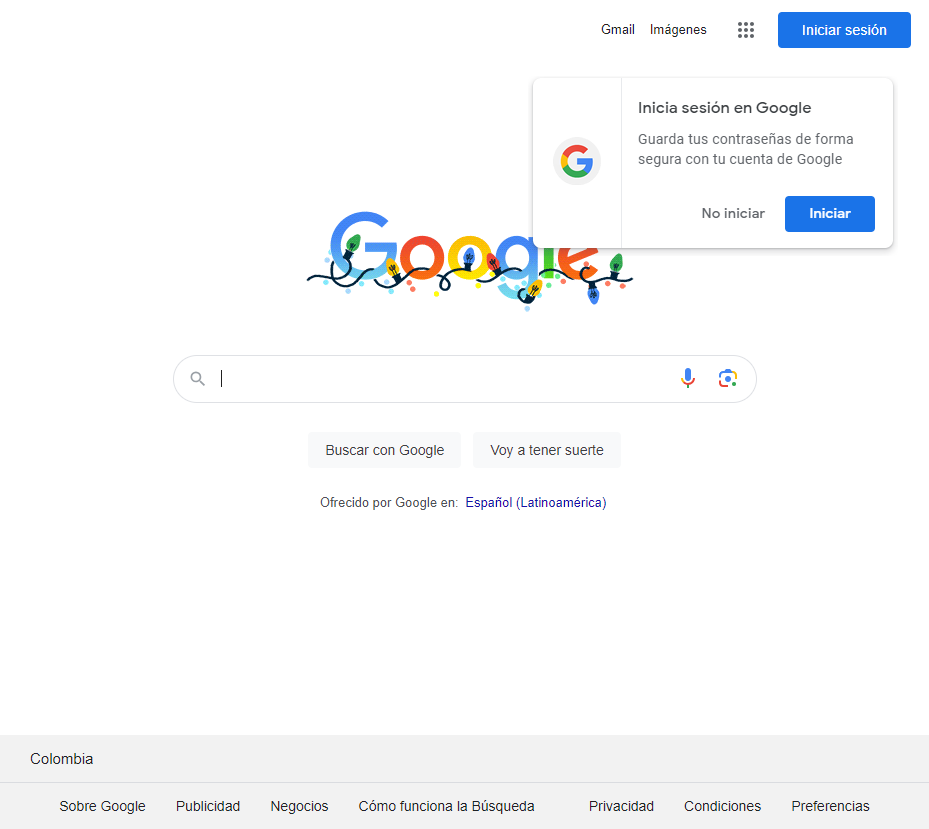 Gmail Imágenes Iniciar sesión
Inicia sesión en Google
Guarda tus contraseñas de forma
segura con tu cuenta de Google
No iniciar Iniciar
Google
Buscar con Google Voy a tener suerte
Ofrecido por Google en: Español (Latinoamérica)
Colombia
Sobre Google Publicidad Negocios Cómo funciona la Búsqueda Privacidad Condiciones Preferencias